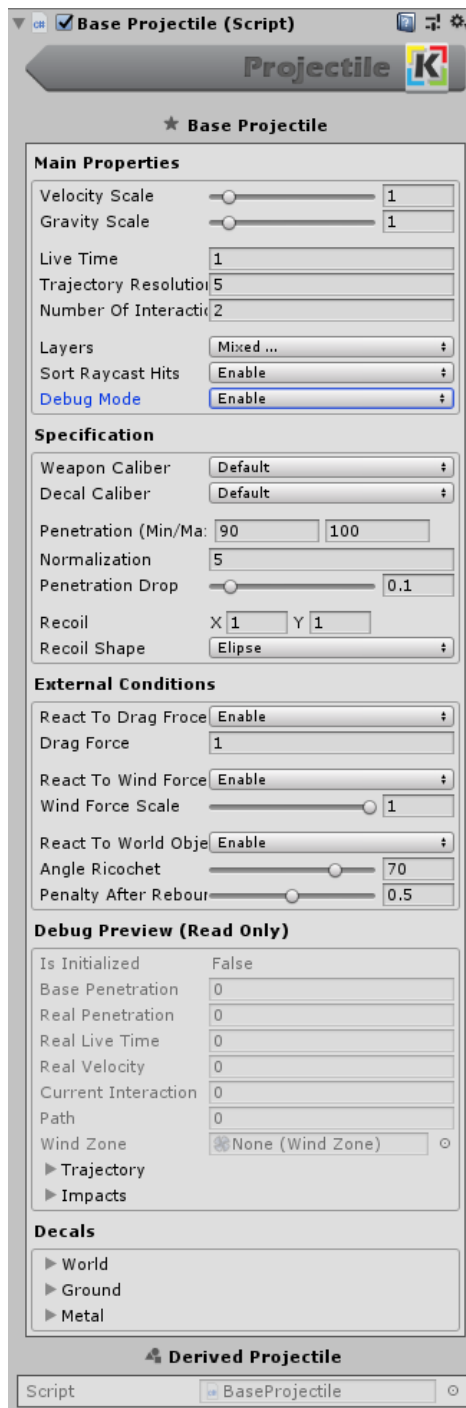 Base Projectile (Script)
Projectile K
Base Projectile
Main Properties
Velocity Scale 1
Gravity Scale 1
Live Time 1
Trajectory Resolution 5
Number Of Interactio 2
Layers Mixed ...
Sort Raycast Hits Enable
Debug Mode Enable
Specification
Weapon Caliber Default
Decal Caliber Default
Penetration (Min/Ma: 90 100
Normalization 5
Penetration Drop 0.1
Recoil X 1 Y 1
Recoil Shape Elipse
External Conditions
React To Drag Froce Enable
Drag Force 1
React To Wind Force Enable
Wind Force Scale 1
React To World Obje Enable
Angle Ricochet 70
Penalty After Rebour 0.5
Debug Preview (Read Only)
Is Initialized False
Base Penetration 0
Real Penetration 0
Real Live Time 0
Real Velocity 0
Current Interaction 0
Path 0
Wind Zone None (Wind Zone)
Trajectory
Impacts
Decals
World
Ground
Metal
Derived Projectile
Script BaseProjectile